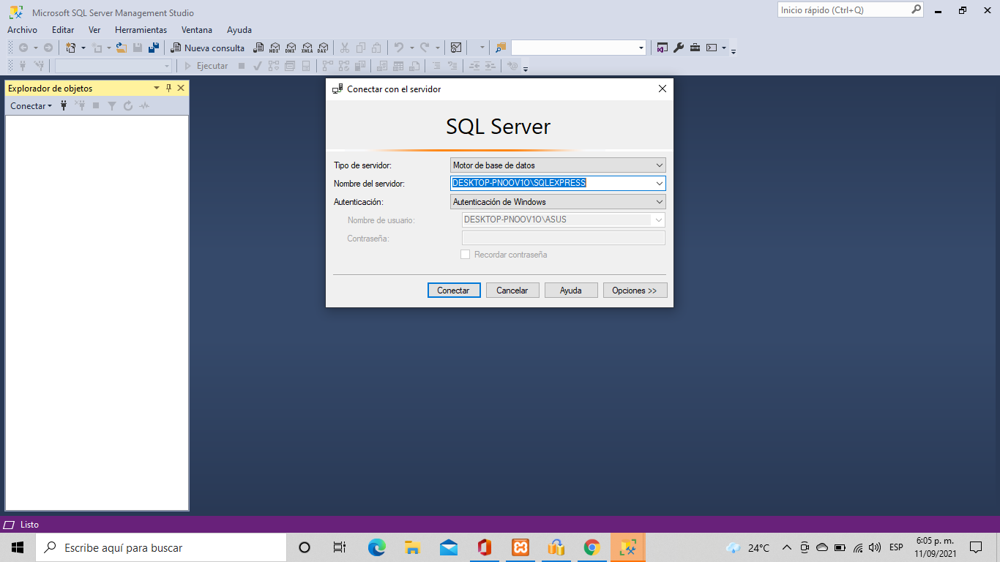 Microsoft SQL Server Management Studio
Inicio rápido (Ctrl+Q)
Archivo Editar Ver Herramientas Ventana Ayuda
Nueva consulta MDX DMX XMLA DAX
Ejecutar
Explorador de objetos
Conectar
Conectar con el servidor
SQL Server
Tipo de servidor: Motor de base de datos
Nombre del servidor: DESKTOP-PNOOV1O\SQLEXPRESS
Autenticación: Autenticación de Windows
Nombre de usuario: DESKTOP-PNOOV1O\ASUS
Contraseña:
Recordar contraseña
Conectar Cancelar Ayuda Opciones >>
Listo
Escribe aquí para buscar
24°C ESP
6:05 p. m.
11/09/2021